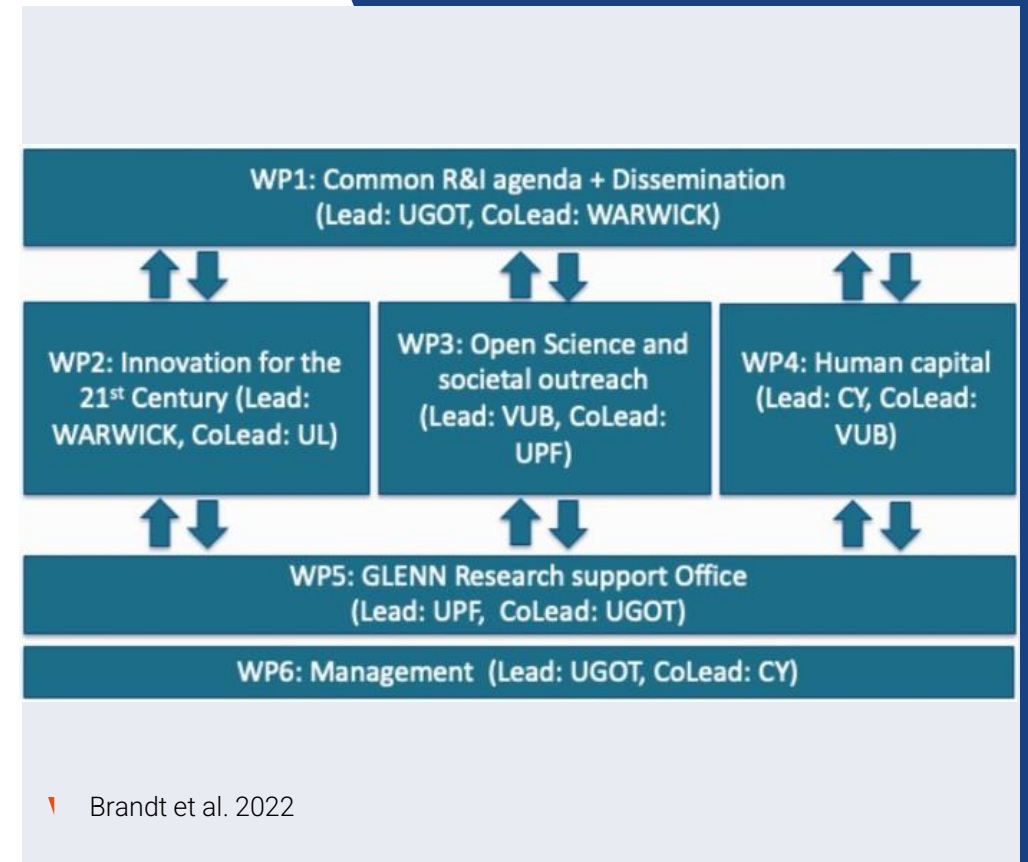 WP1: Common R&I agenda + Dissemination
(Lead: UGOT, CoLead: WARWICK)
WP2: Innovation for the
21st Century (Lead:
WARWICK, CoLead: UL)
WP3: Open Science and
societal outreach
(Lead: VUB, CoLead:
UPF)
WP4: Human capital
(Lead: CY, CoLead:
VUB)
WP5: GLENN Research support Office
(Lead: UPF, CoLead: UGOT)
WP6: Management (Lead: UGOT, CoLead: CY)
Brandt et al. 2022